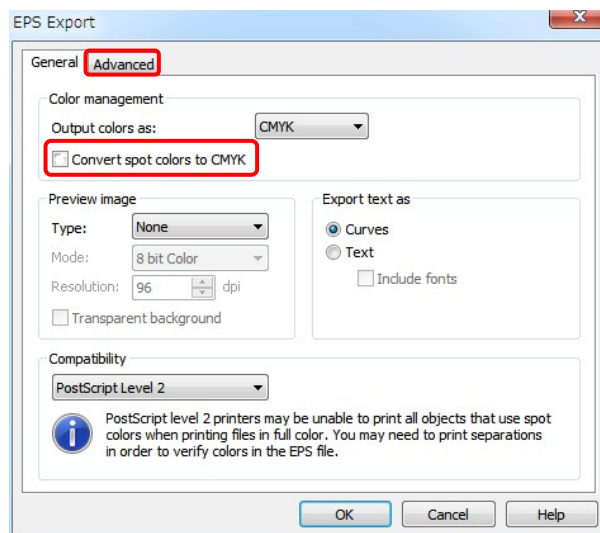 EPS Export
General Advanced
Color management
Output colors as: CMYK
Convert spot colors to CMYK
Preview image
Type: None
Mode: 8 bit Color
Resolution: 96 dpi
Transparent background
Export text as
Curves
Text
Include fonts
Compatibility
PostScript Level 2
PostScript level 2 printers may be unable to print all objects that use spot
colors when printing files in full color. You may need to print separations
in order to verify colors in the EPS file.
OK Cancel Help